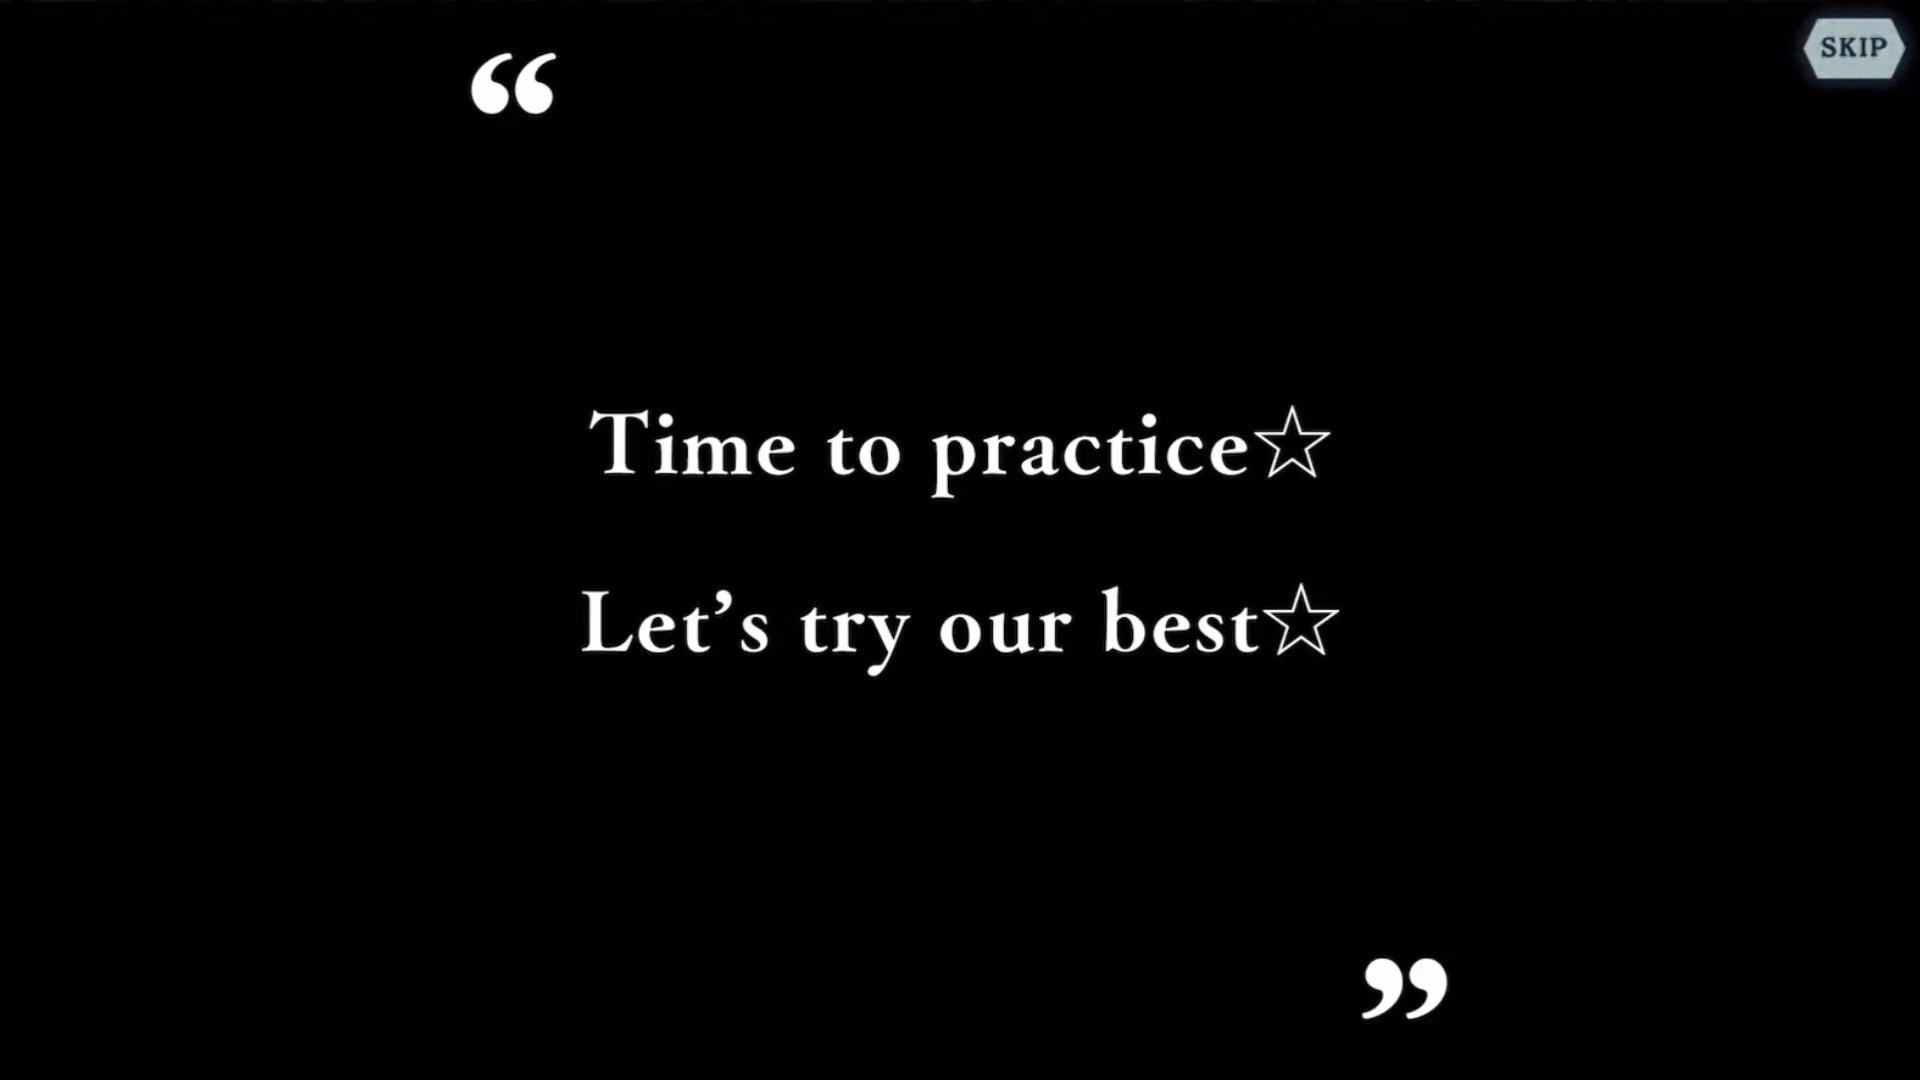 SKIP
“
Time to practice☆
Let’s try our best☆
”